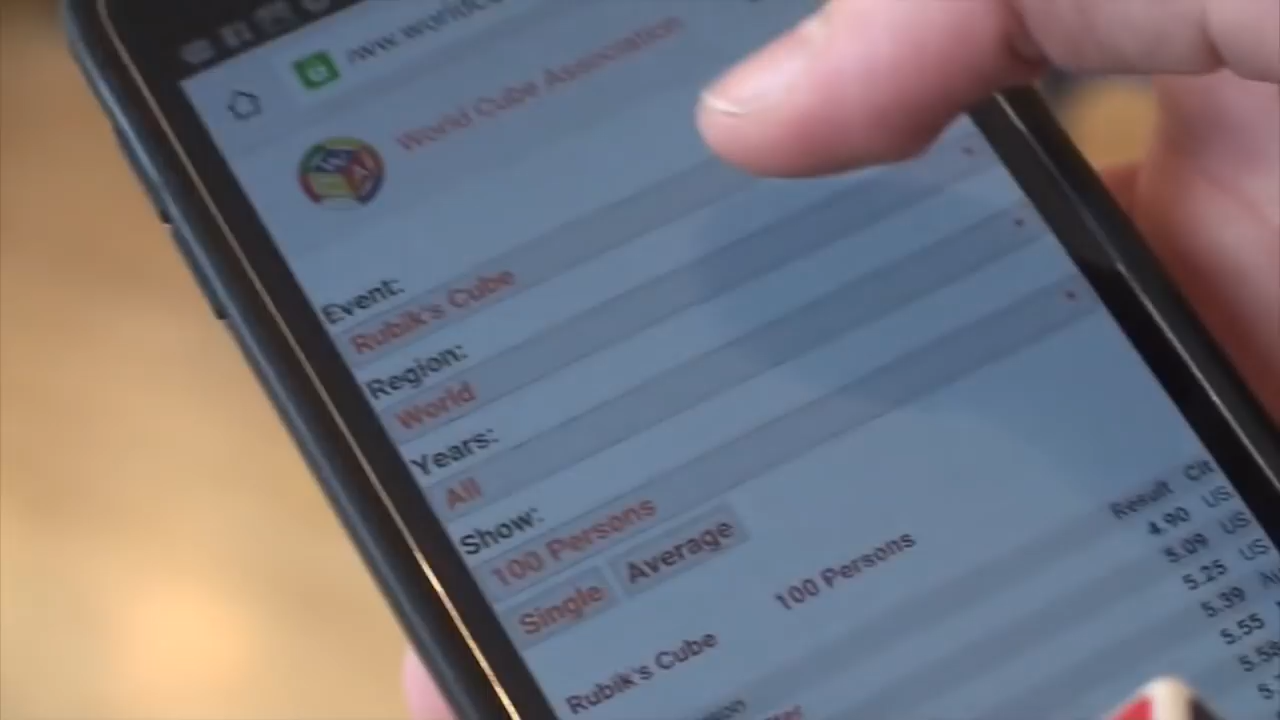 World Cube Association
Event:
Rubik's Cube
Region:
World
Years:
All
Show:
100 Persons
Single Average
Rubik's Cube 100 Persons
Result
4.90 US
5.09 US
5.25 US
5.39
5.55